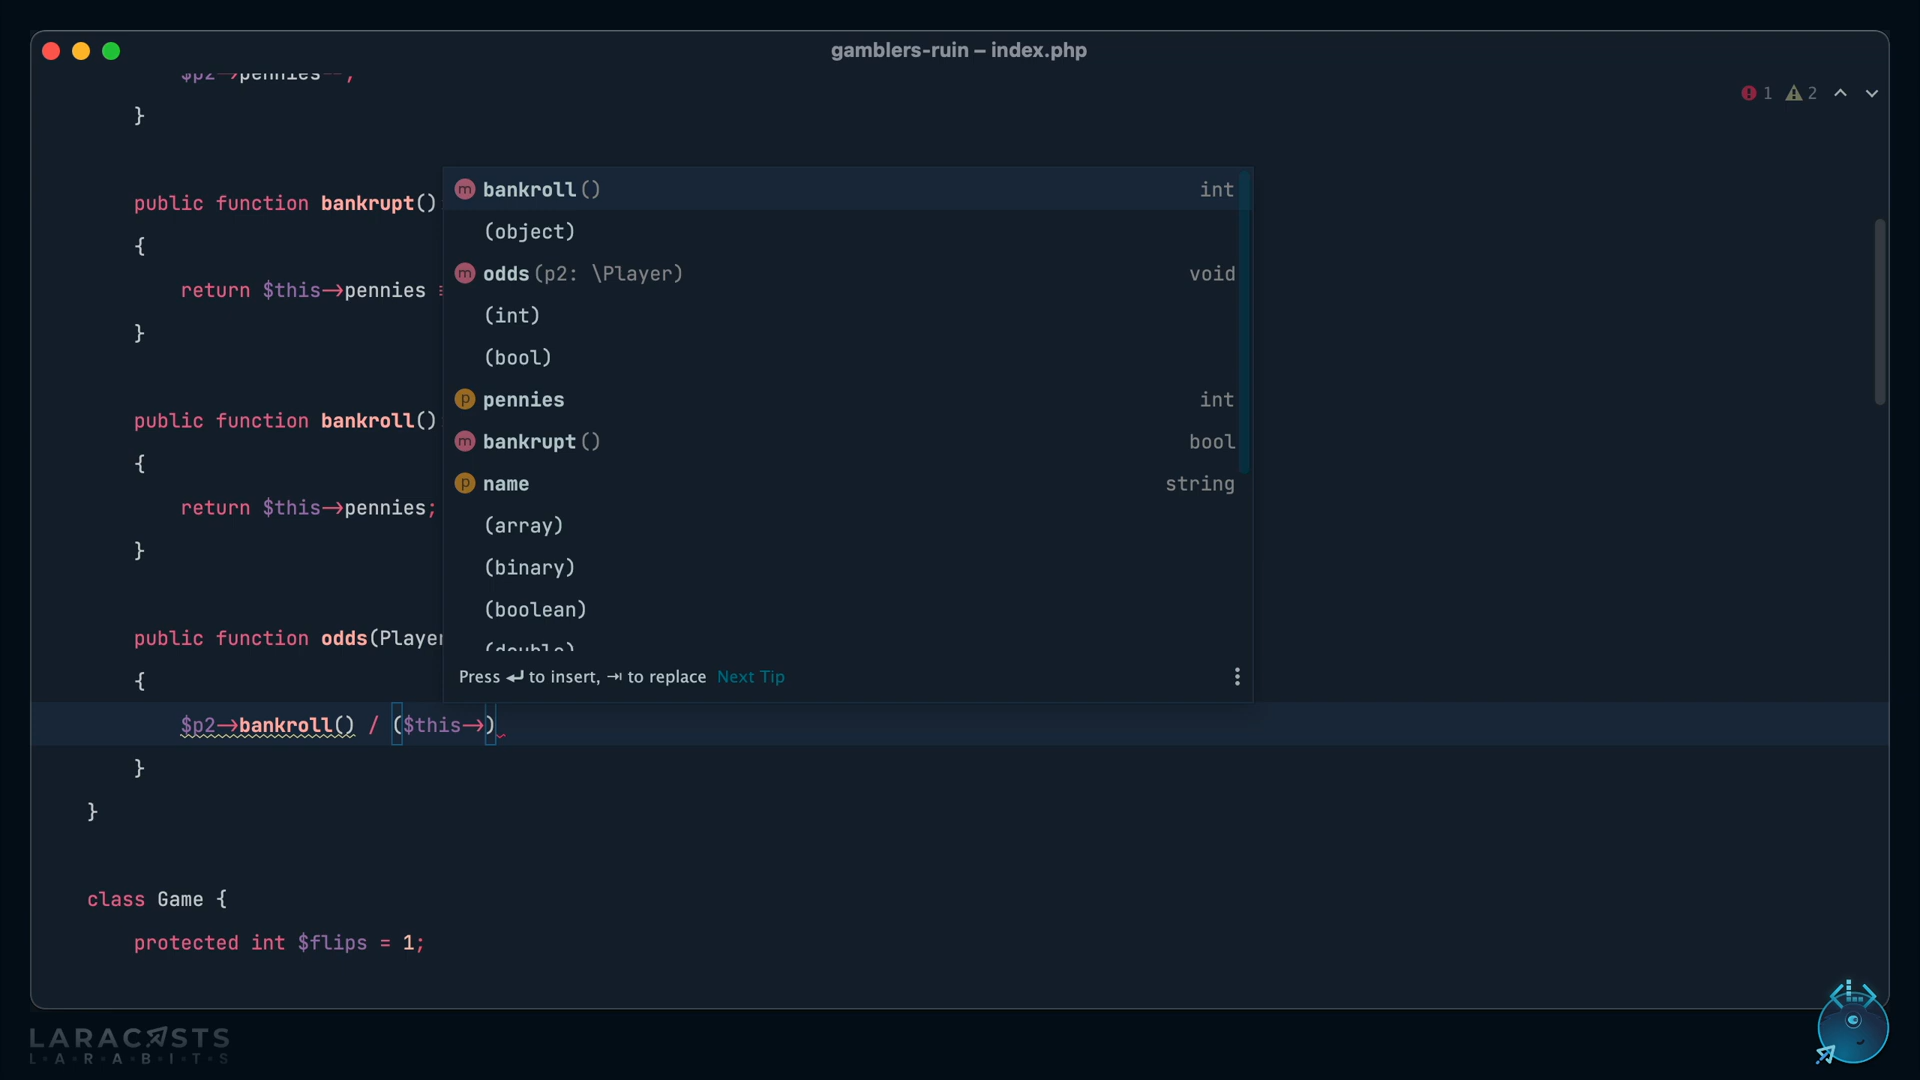 gamblers-ruin – index.php
$p2->pennies--;
1 2
}
public function bankrupt()
{
return $this->pennies =
}
public function bankroll()
{
return $this->pennies;
}
public function odds(Player
{
$p2->bankroll() / ($this->)
}
}
class Game {
protected int $flips = 1;
m bankroll() int
(object)
m odds(p2: \Player) void
(int)
(bool)
p pennies int
m bankrupt() bool
p name string
(array)
(binary)
(boolean)
(double)
Press ↵ to insert, ⇥ to replace Next Tip
LARACASTS
L·A·R·A·B·I·T·S